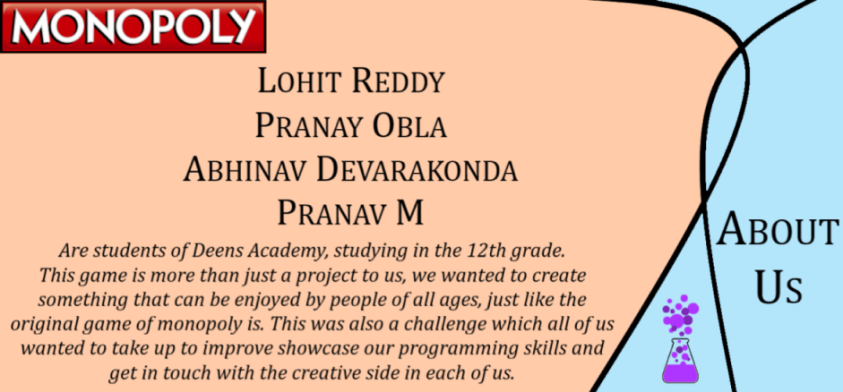 MONOPOLY
LOHIT REDDY
PRANAY OBLA
ABHINAV DEVARAKONDA
PRANAV M
Are students of Deens Academy, studying in the 12th grade.
This game is more than just a project to us, we wanted to create
something that can be enjoyed by people of all ages, just like the
original game of monopoly is. This was also a challenge which all of us
wanted to take up to improve showcase our programming skills and
get in touch with the creative side in each of us.
ABOUT
US